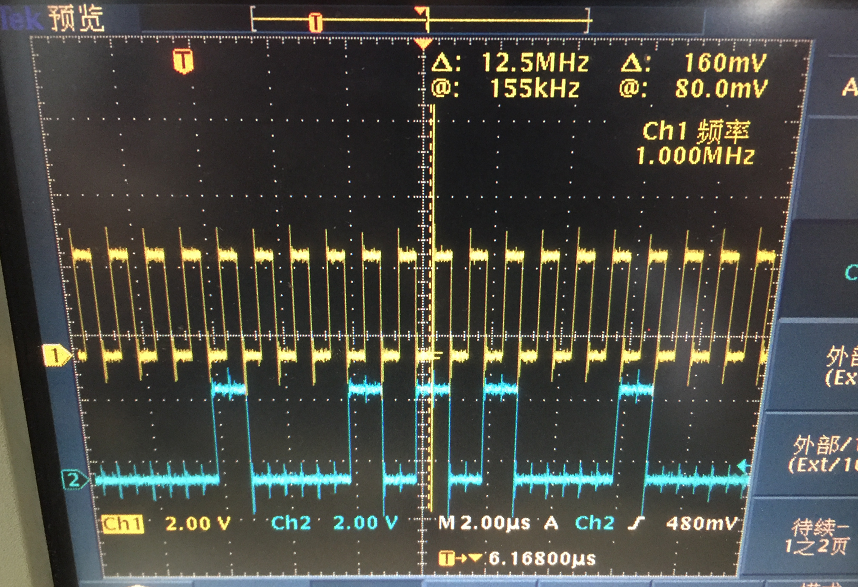 Tek 预览
T
T
Δ: 12.5MHz Δ: 160mV
@: 155kHz @: 80.0mV
Ch1 频率
1.000MHz
1
2
外部
(Ex
外部/1
(Ext/10
Ch1 2.00 V Ch2 2.00 V M 2.00µs A Ch2 480mV
待续-
1之2页
T 6.16800µs